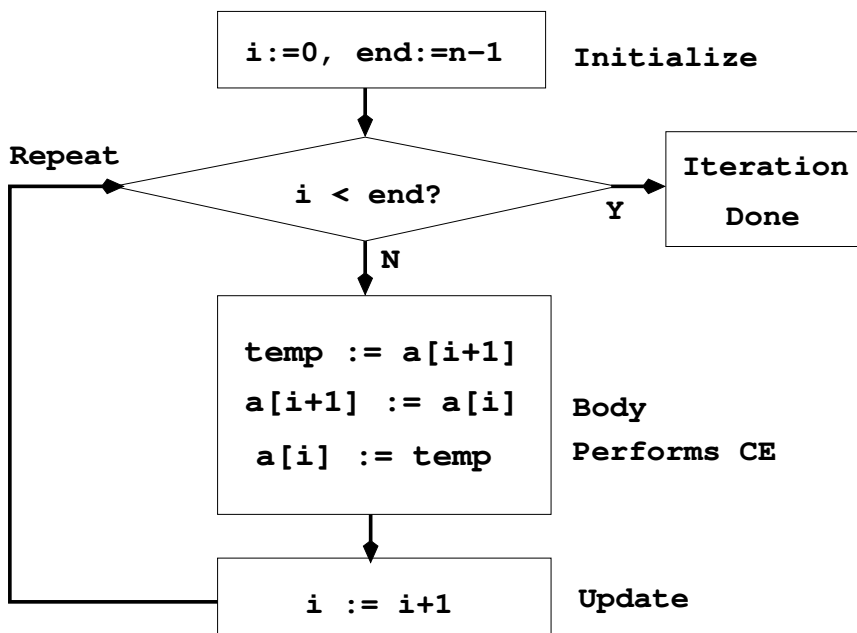 i:=0, end:=n-1
Initialize
Repeat
i < end?
Iteration
Done
Y
N
temp := a[i+1]
a[i+1] := a[i]
a[i] := temp
Body
Performs CE
i := i+1
Update